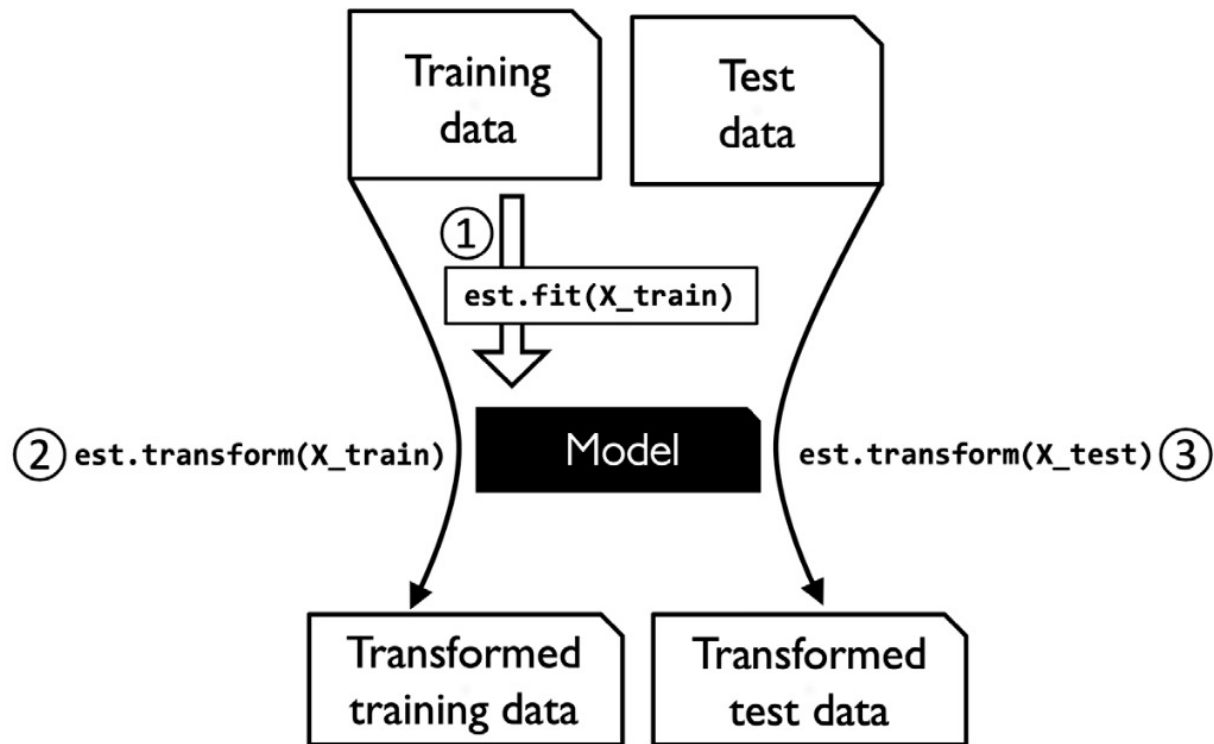 Training
data
Test
data
①
est.fit(X_train)
② est.transform(X_train)
Model
est.transform(X_test) ③
Transformed
training data
Transformed
test data